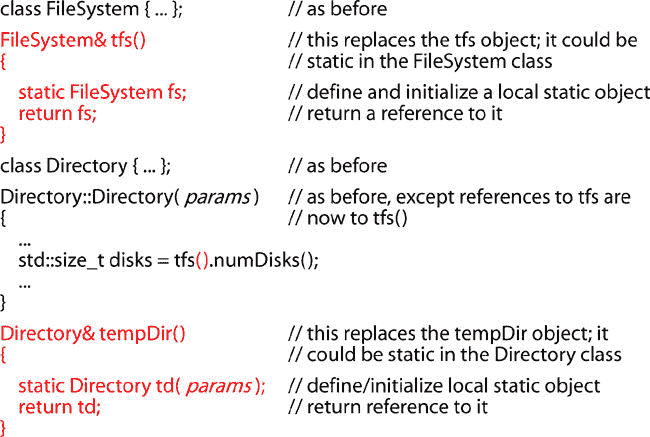 class FileSystem { ... }; // as before
FileSystem& tfs() // this replaces the tfs object; it could be
{ // static in the FileSystem class
static FileSystem fs; // define and initialize a local static object
return fs; // return a reference to it
}
class Directory { ... }; // as before
Directory::Directory( params ) // as before, except references to tfs are
{ // now to tfs()
...
std::size_t disks = tfs().numDisks();
...
}
Directory& tempDir() // this replaces the tempDir object; it
{ // could be static in the Directory class
static Directory td( params ); // define/initialize local static object
return td; // return reference to it
}